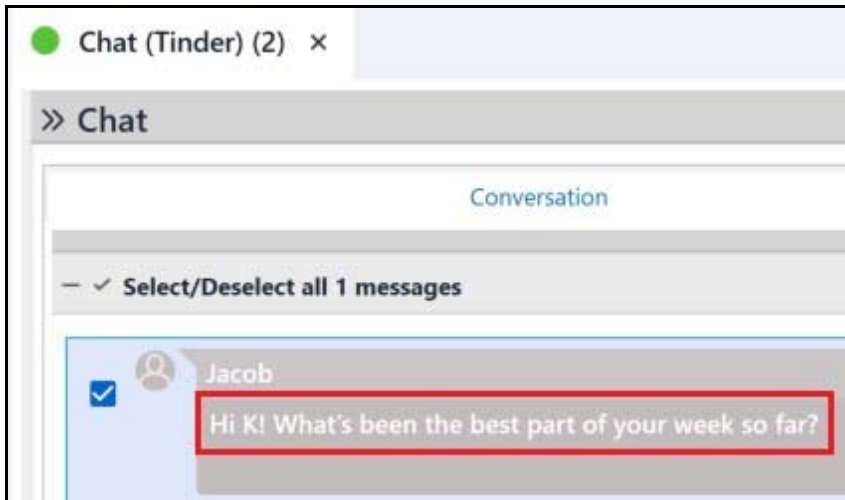 Chat (Tinder) (2) ×
» Chat
Conversation
Select/Deselect all 1 messages
Jacob
Hi K! What's been the best part of your week so far?